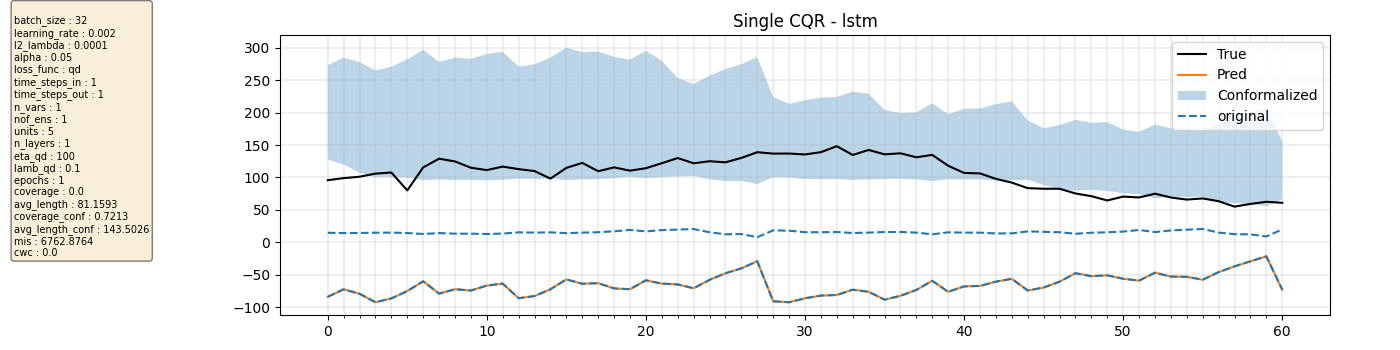 batch_size : 32
learning_rate : 0.002
l2_lambda : 0.0001
alpha : 0.05
loss_func : qd
time_steps_in : 1
time_steps_out : 1
n_vars : 1
nof_ens : 1
units : 5
n_layers : 1
eta_qd : 100
lamb_qd : 0.1
epochs : 1
coverage : 0.0
avg_length : 81.1593
coverage_conf : 0.7213
avg_length_conf : 143.5026
mis : 6762.8764
cwc : 0.0
Single CQR - lstm
True
Pred
Conformalized
original
300
250
200
150
100
50
0
−50
−100
0 10 20 30 40 50 60